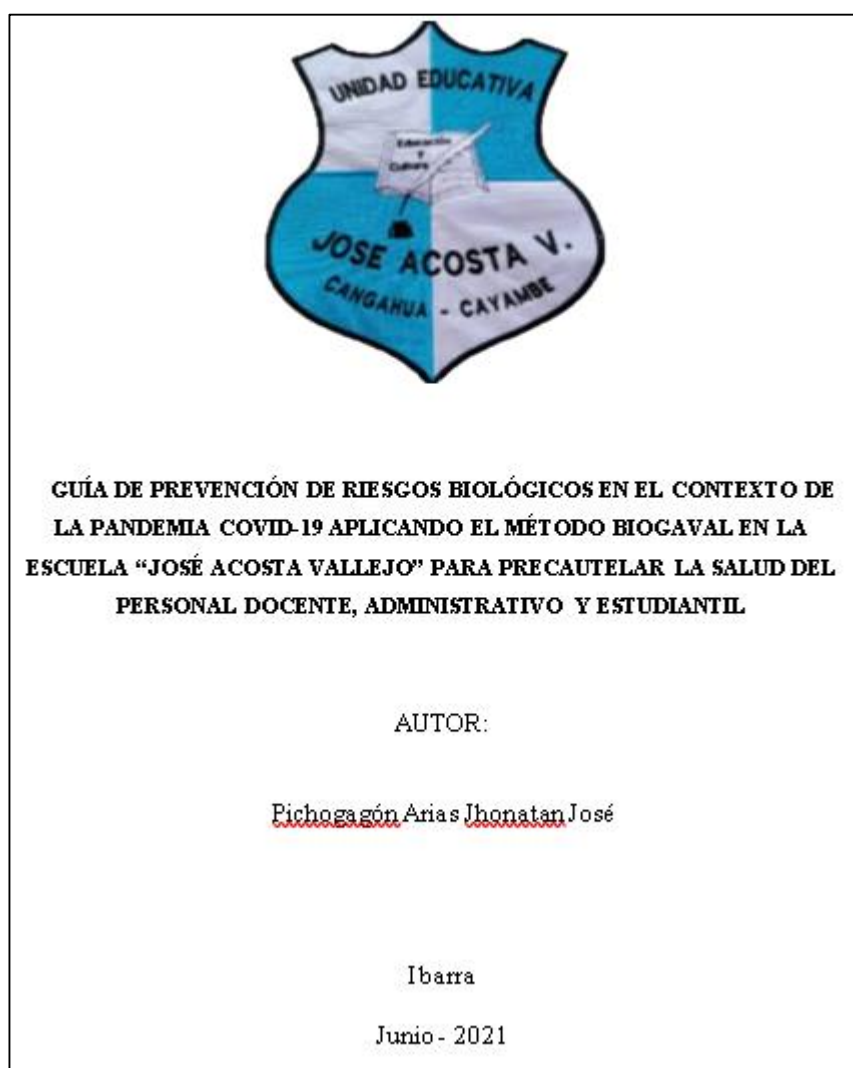 UNIDAD EDUCATIVA
Educación
Y
Cultura
JOSE ACOSTA V.
CANGAHUA - CAYAMBE
GUÍA DE PREVENCIÓN DE RIESGOS BIOLÓGICOS EN EL CONTEXTO DE
LA PANDEMIA COVID-19 APLICANDO EL MÉTODO BIOGAVAL EN LA
ESCUELA “JOSÉ ACOSTA VALLEJO” PARA PRECAUTELAR LA SALUD DEL
PERSONAL DOCENTE, ADMINISTRATIVO Y ESTUDIANTIL
AUTOR:
Pichogagón Arias Jhonatan José
Ibarra
Junio - 2021